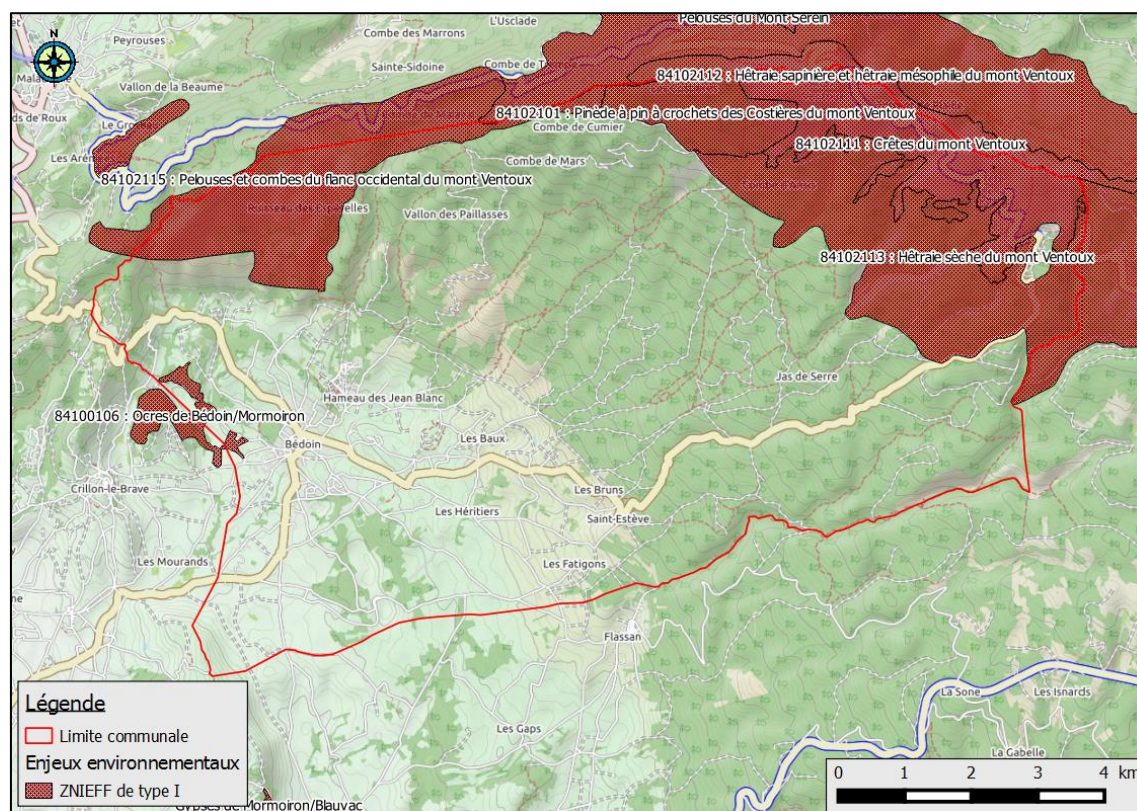 L'Usclade
Pelouses du Mont Serein
Peyrouses
Combe des Marrons
N
Sainte-Sidoine
Vallon de la Beaume
84102112 : Hêtraie sapinière et hêtraie mésophile du mont Ventoux
84102101 : Pinède à pin à crochets des Costières du mont Ventoux
Combe de Cumier
84102111 : Crêtes du mont Ventoux
Combe de Mars
84102115 : Pelouses et combes du flanc occidental du mont Ventoux
Vallon des Paillasses
84102113 : Hêtraie sèche du mont Ventoux
Jas de Serre
Hameau des Jean Blanc
84100106 : Ocres de Bédoin/Mormoiron
Bédoin
Les Baux
Crillon-le-Brave
Les Bruns
Les Héritiers
Saint-Estève
Les Mourands
Les Fatigons
Flassan
La Sone
Les Isnards
Les Gaps
La Gabelle
Légende
Limite communale
Enjeux environnementaux
ZNIEFF de type I
Gypses de Mormoiron/Blauvac
0 1 2 3 4 km